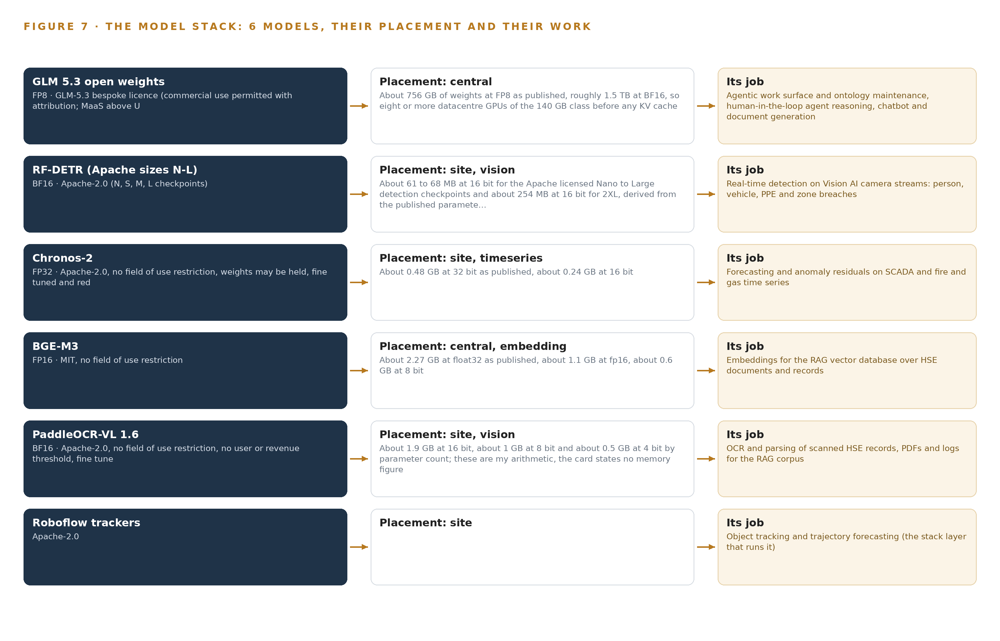 FIGURE 7 · THE MODEL STACK: 6 MODELS, THEIR PLACEMENT AND THEIR WORK
GLM 5.3 open weights
FP8 · GLM-5.3 bespoke licence (commercial use permitted with
attribution; MaaS above U
Placement: central
About 756 GB of weights at FP8 as published, roughly 1.5 TB at BF16, so
eight or more datacentre GPUs of the 140 GB class before any KV cache
Its job
Agentic work surface and ontology maintenance,
human-in-the-loop agent reasoning, chatbot and
document generation
RF-DETR (Apache sizes N-L)
BF16 · Apache-2.0 (N, S, M, L checkpoints)
Placement: site, vision
About 61 to 68 MB at 16 bit for the Apache licensed Nano to Large
detection checkpoints and about 254 MB at 16 bit for 2XL, derived from
the published paramete…
Its job
Real-time detection on Vision AI camera streams: person,
vehicle, PPE and zone breaches
Chronos-2
FP32 · Apache-2.0, no field of use restriction, weights may be held, fine
tuned and red
Placement: site, timeseries
About 0.48 GB at 32 bit as published, about 0.24 GB at 16 bit
Its job
Forecasting and anomaly residuals on SCADA and fire and
gas time series
BGE-M3
FP16 · MIT, no field of use restriction
Placement: central, embedding
About 2.27 GB at float32 as published, about 1.1 GB at fp16, about 0.6
GB at 8 bit
Its job
Embeddings for the RAG vector database over HSE
documents and records
PaddleOCR-VL 1.6
BF16 · Apache-2.0, no field of use restriction, no user or revenue
threshold, fine tune
Placement: site, vision
About 1.9 GB at 16 bit, about 1 GB at 8 bit and about 0.5 GB at 4 bit by
parameter count; these are my arithmetic, the card states no memory
figure
Its job
OCR and parsing of scanned HSE records, PDFs and logs
for the RAG corpus
Roboflow trackers
Apache-2.0
Placement: site
Its job
Object tracking and trajectory forecasting (the stack layer
that runs it)